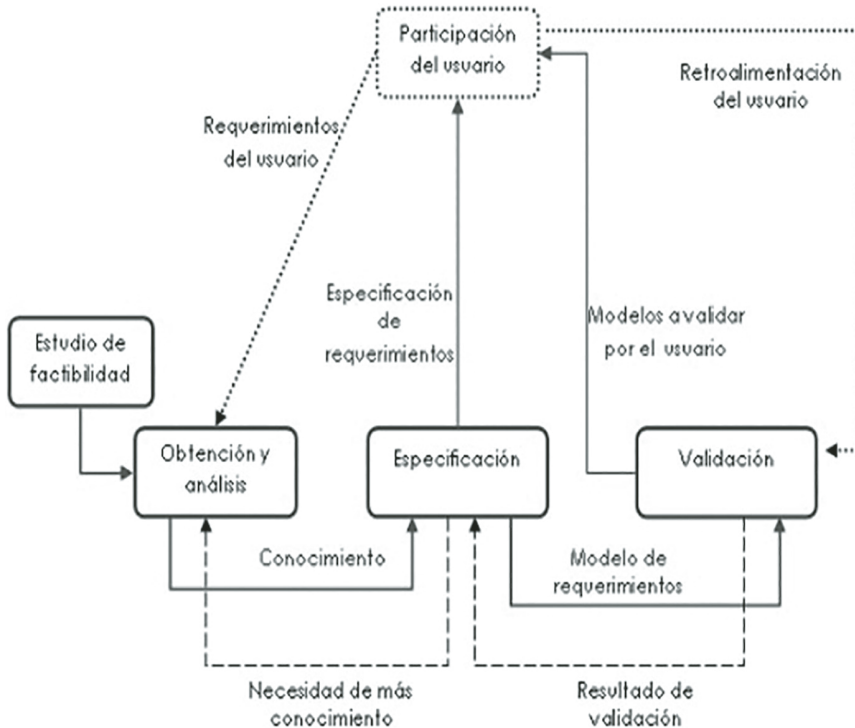 Participación
del usuario
Retroalimentación
del usuario
Requerimientos
del usuario
Especificación
de
requerimientos
Modelos a validar
por el usuario
Estudio de
factibilidad
Obtención y
análisis
Especificación
Validación
Conocimiento
Modelo de
requerimientos
Necesidad de más
conocimiento
Resultado de
validación